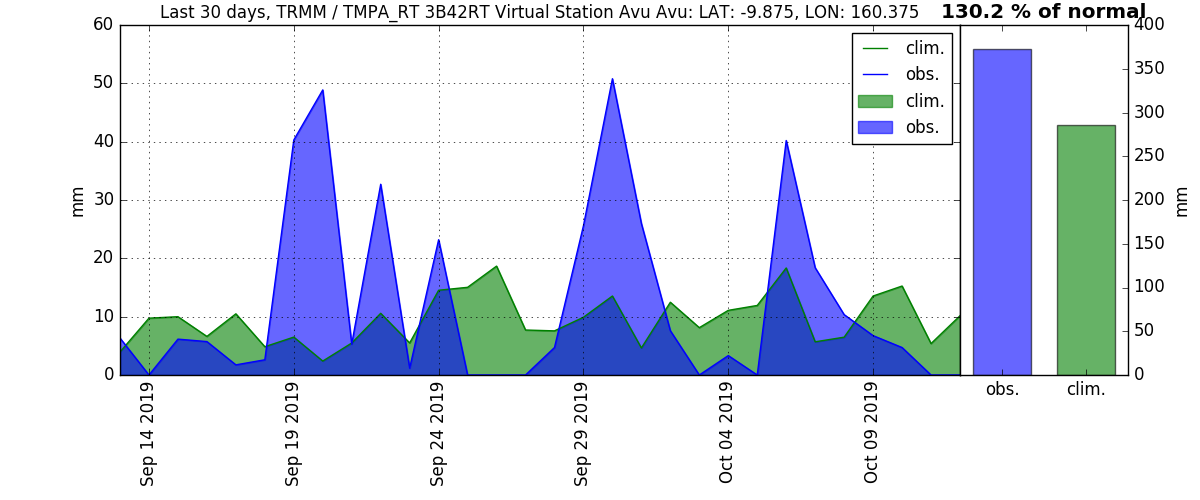 Last 30 days, TRMM / TMPA_RT 3B42RT Virtual Station Avu Avu: LAT: -9.875, LON: 160.375
130.2 % of normal
60
50
40
30
20
10
0
mm
clim.
obs.
clim.
obs.
Sep 14 2019
Sep 19 2019
Sep 24 2019
Sep 29 2019
Oct 04 2019
Oct 09 2019
400
350
300
250
200
150
100
50
0
mm
obs.
clim.